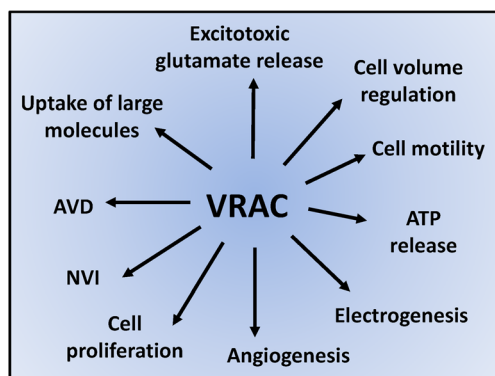 Excitotoxic
glutamate release
Cell volume
regulation
Uptake of large
molecules
Cell motility
VRAC
AVD
ATP
release
NVI
Electrogenesis
Cell
proliferation
Angiogenesis